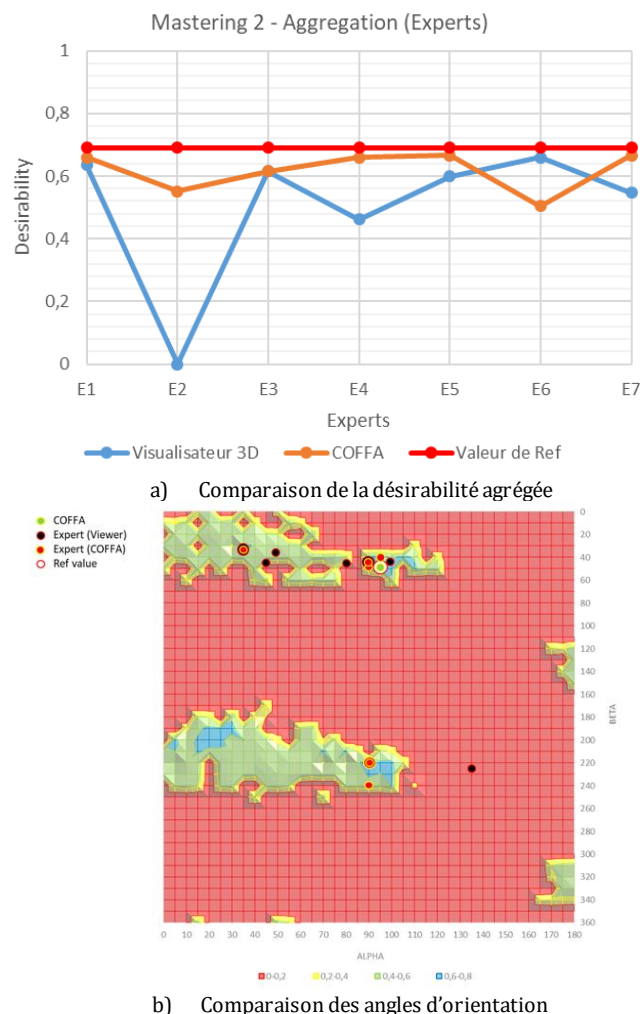 Mastering 2 - Aggregation (Experts)
1
0,8
0,6
0,4
0,2
0
Desirability
E1 E2 E3 E4 E5 E6 E7
Experts
Visualisateur 3D COFFA Valeur de Ref
a) Comparaison de la désirabilité agrégée
COFFA
Expert (Viewer)
Expert (COFFA)
Ref value
0
20
40
60
80
100
120
140
160
180
200
220
240
260
280
300
320
340
360
BETA
0 10 20 30 40 50 60 70 80 90 100 110 120 130 140 150 160 170 180
ALPHA
0-0,2 0,2-0,4 0,4-0,6 0,6-0,8
b) Comparaison des angles d’orientation